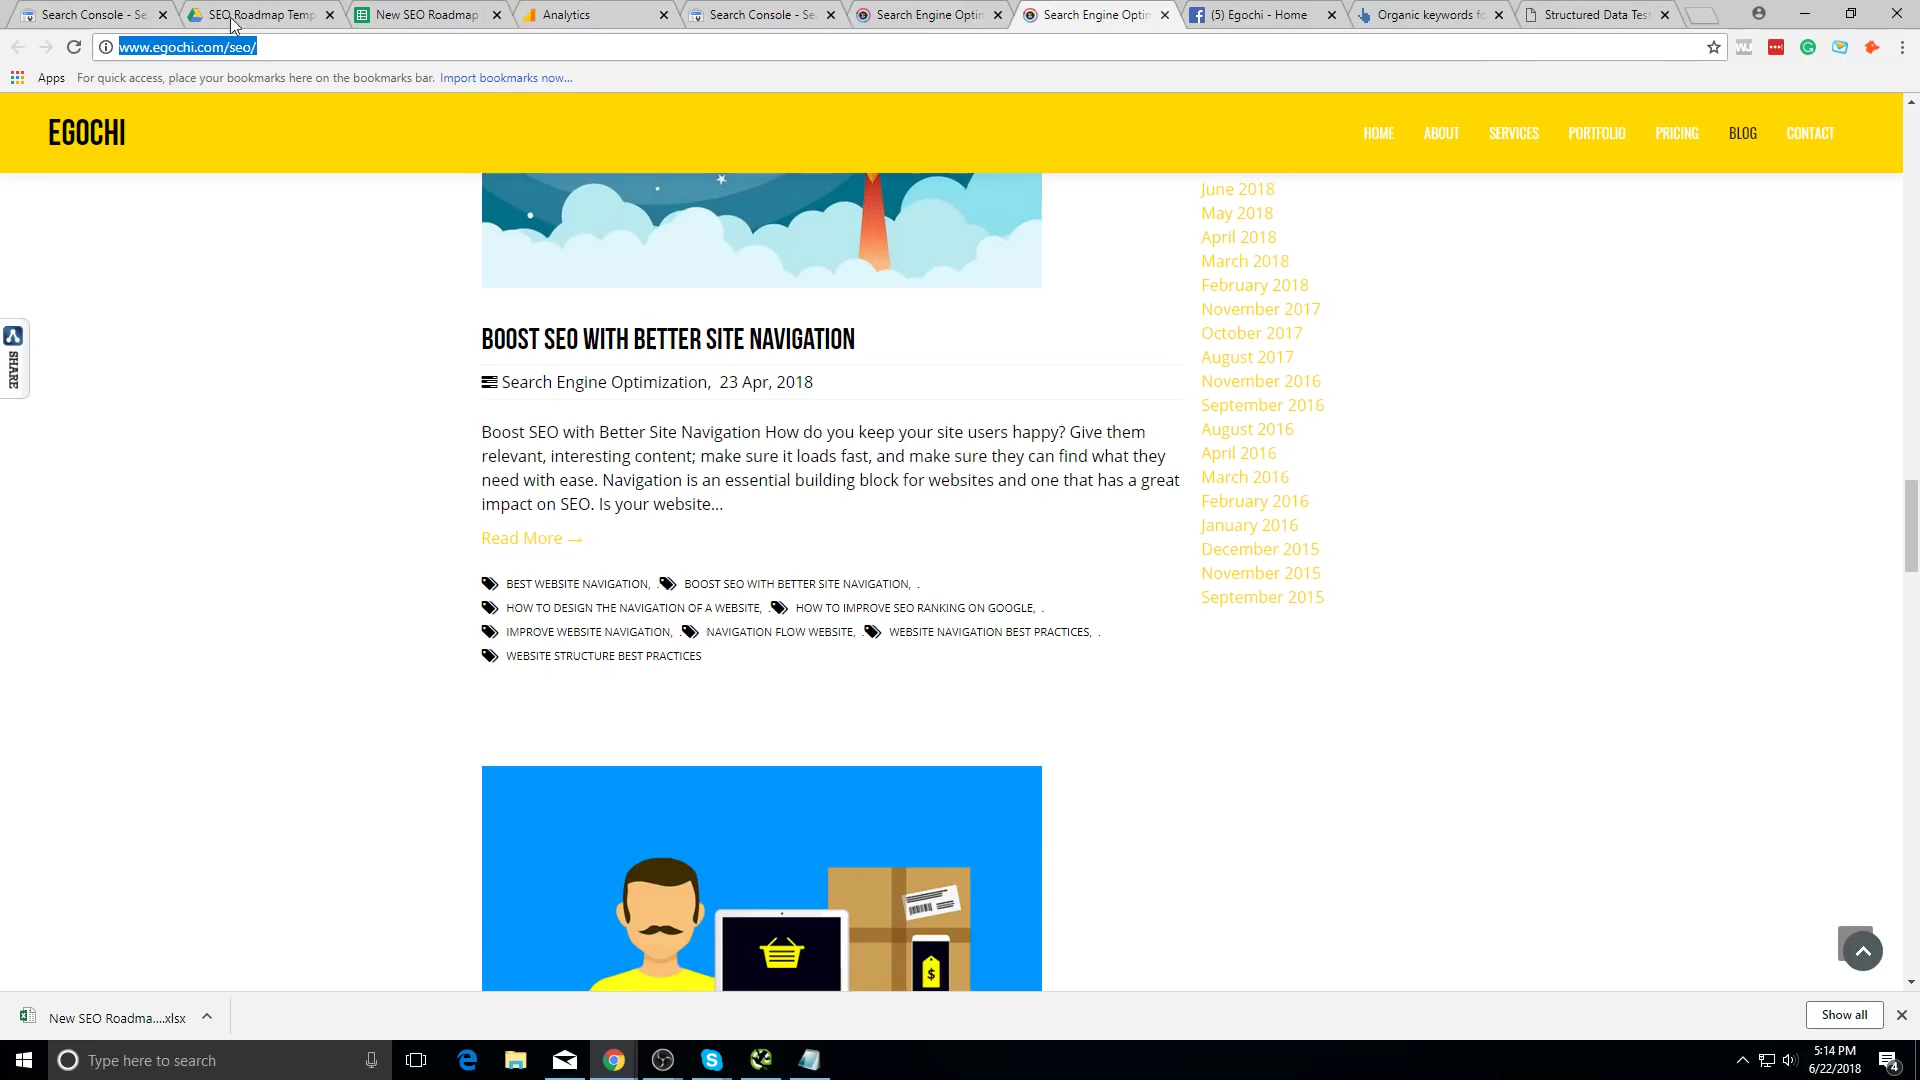 Search Console - Se
SEO Roadmap Temp
New SEO Roadmap
Analytics
Search Console - Se
Search Engine Optim
Search Engine Optim
(5) Egochi - Home
Organic keywords fo
Structured Data Test
www.egochi.com/seo/
Apps
For quick access, place your bookmarks here on the bookmarks bar. Import bookmarks now...
EGOCHI
HOME ABOUT SERVICES PORTFOLIO PRICING BLOG CONTACT
SHARE
BOOST SEO WITH BETTER SITE NAVIGATION
Search Engine Optimization, 23 Apr, 2018
Boost SEO with Better Site Navigation How do you keep your site users happy? Give them
relevant, interesting content; make sure it loads fast, and make sure they can find what they
need with ease. Navigation is an essential building block for websites and one that has a great
impact on SEO. Is your website...
Read More →
BEST WEBSITE NAVIGATION, . BOOST SEO WITH BETTER SITE NAVIGATION, .
HOW TO DESIGN THE NAVIGATION OF A WEBSITE, . HOW TO IMPROVE SEO RANKING ON GOOGLE, .
IMPROVE WEBSITE NAVIGATION, . NAVIGATION FLOW WEBSITE, . WEBSITE NAVIGATION BEST PRACTICES, .
WEBSITE STRUCTURE BEST PRACTICES
June 2018
May 2018
April 2018
March 2018
February 2018
November 2017
October 2017
August 2017
November 2016
September 2016
August 2016
April 2016
March 2016
February 2016
January 2016
December 2015
November 2015
September 2015
$
New SEO Roadma....xlsx
Show all
Type here to search
5:14 PM
6/22/2018
4